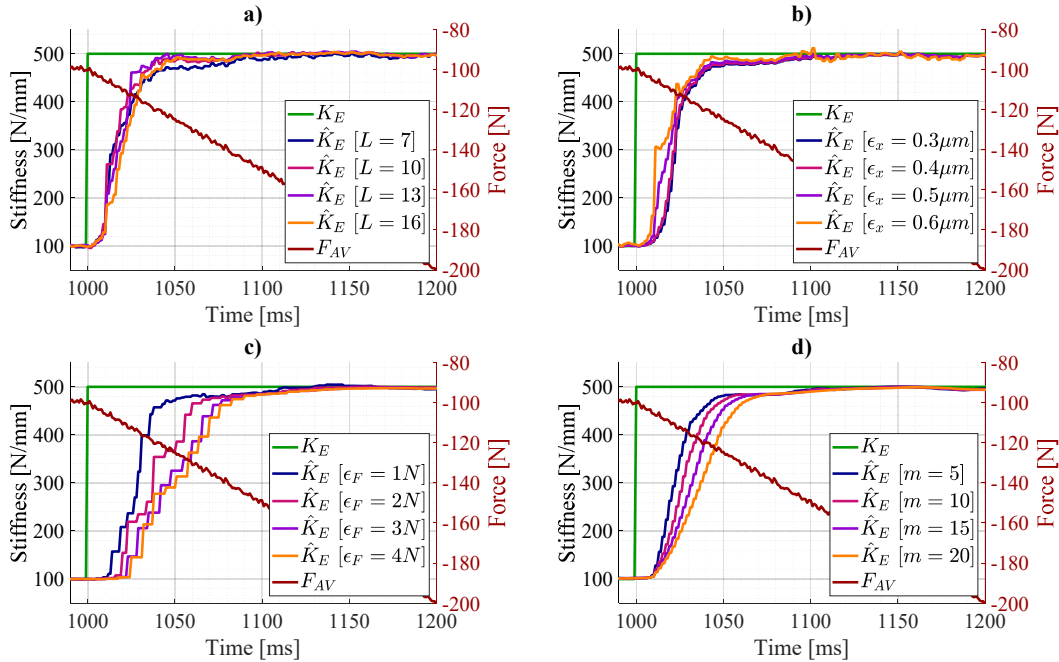 a)
500
400
300
200
100
Stiffness [N/mm]
-80
-100
-120
-140
-160
-180
-200
Force [N]
K_E
K̂_E [L = 7]
K̂_E [L = 10]
K̂_E [L = 13]
K̂_E [L = 16]
F_AV
1000 1050 1100 1150 1200
Time [ms]
b)
500
400
300
200
100
Stiffness [N/mm]
-80
-100
-120
-140
-160
-180
-200
Force [N]
K_E
K̂_E [ϵ_x = 0.3μm]
K̂_E [ϵ_x = 0.4μm]
K̂_E [ϵ_x = 0.5μm]
K̂_E [ϵ_x = 0.6μm]
F_AV
1000 1050 1100 1150 1200
Time [ms]
c)
500
400
300
200
100
Stiffness [N/mm]
-80
-100
-120
-140
-160
-180
-200
Force [N]
K_E
K̂_E [ϵ_F = 1N]
K̂_E [ϵ_F = 2N]
K̂_E [ϵ_F = 3N]
K̂_E [ϵ_F = 4N]
F_AV
1000 1050 1100 1150 1200
Time [ms]
d)
500
400
300
200
100
Stiffness [N/mm]
-80
-100
-120
-140
-160
-180
-200
Force [N]
K_E
K̂_E [m = 5]
K̂_E [m = 10]
K̂_E [m = 15]
K̂_E [m = 20]
F_AV
1000 1050 1100 1150 1200
Time [ms]